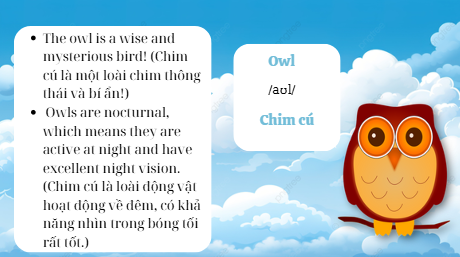 The owl is a wise and
mysterious bird! (Chim
cú là một loài chim thông
thái và bí ẩn!)
Owls are nocturnal,
which means they are
active at night and have
excellent night vision.
(Chim cú là loài động vật
hoạt động về đêm, có khả
năng nhìn trong bóng tối
rất tốt.)
Owl
/aʊl/
Chim cú